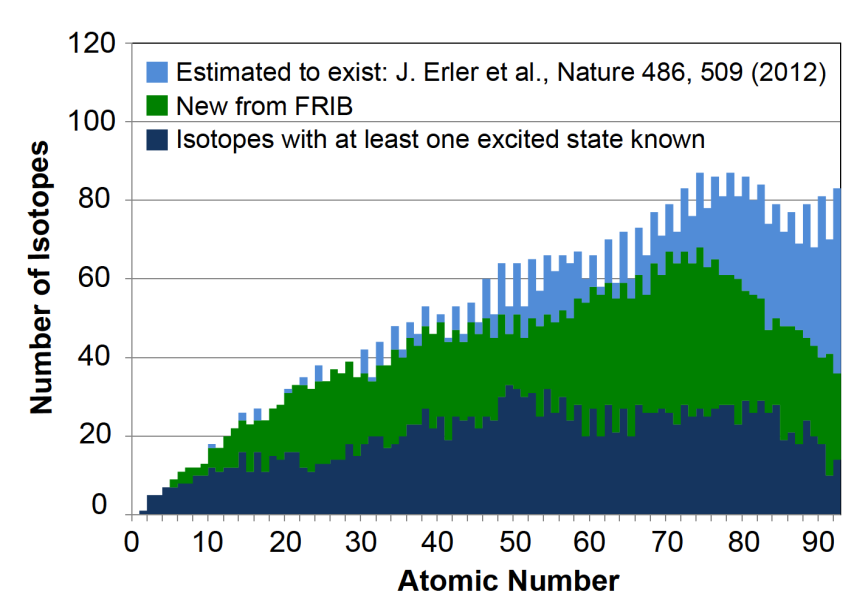 120
Estimated to exist: J. Erler et al., Nature 486, 509 (2012)
New from FRIB
100
Isotopes with at least one excited state known
80
60
40
20
0
Number of Isotopes
0 10 20 30 40 50 60 70 80 90
Atomic Number